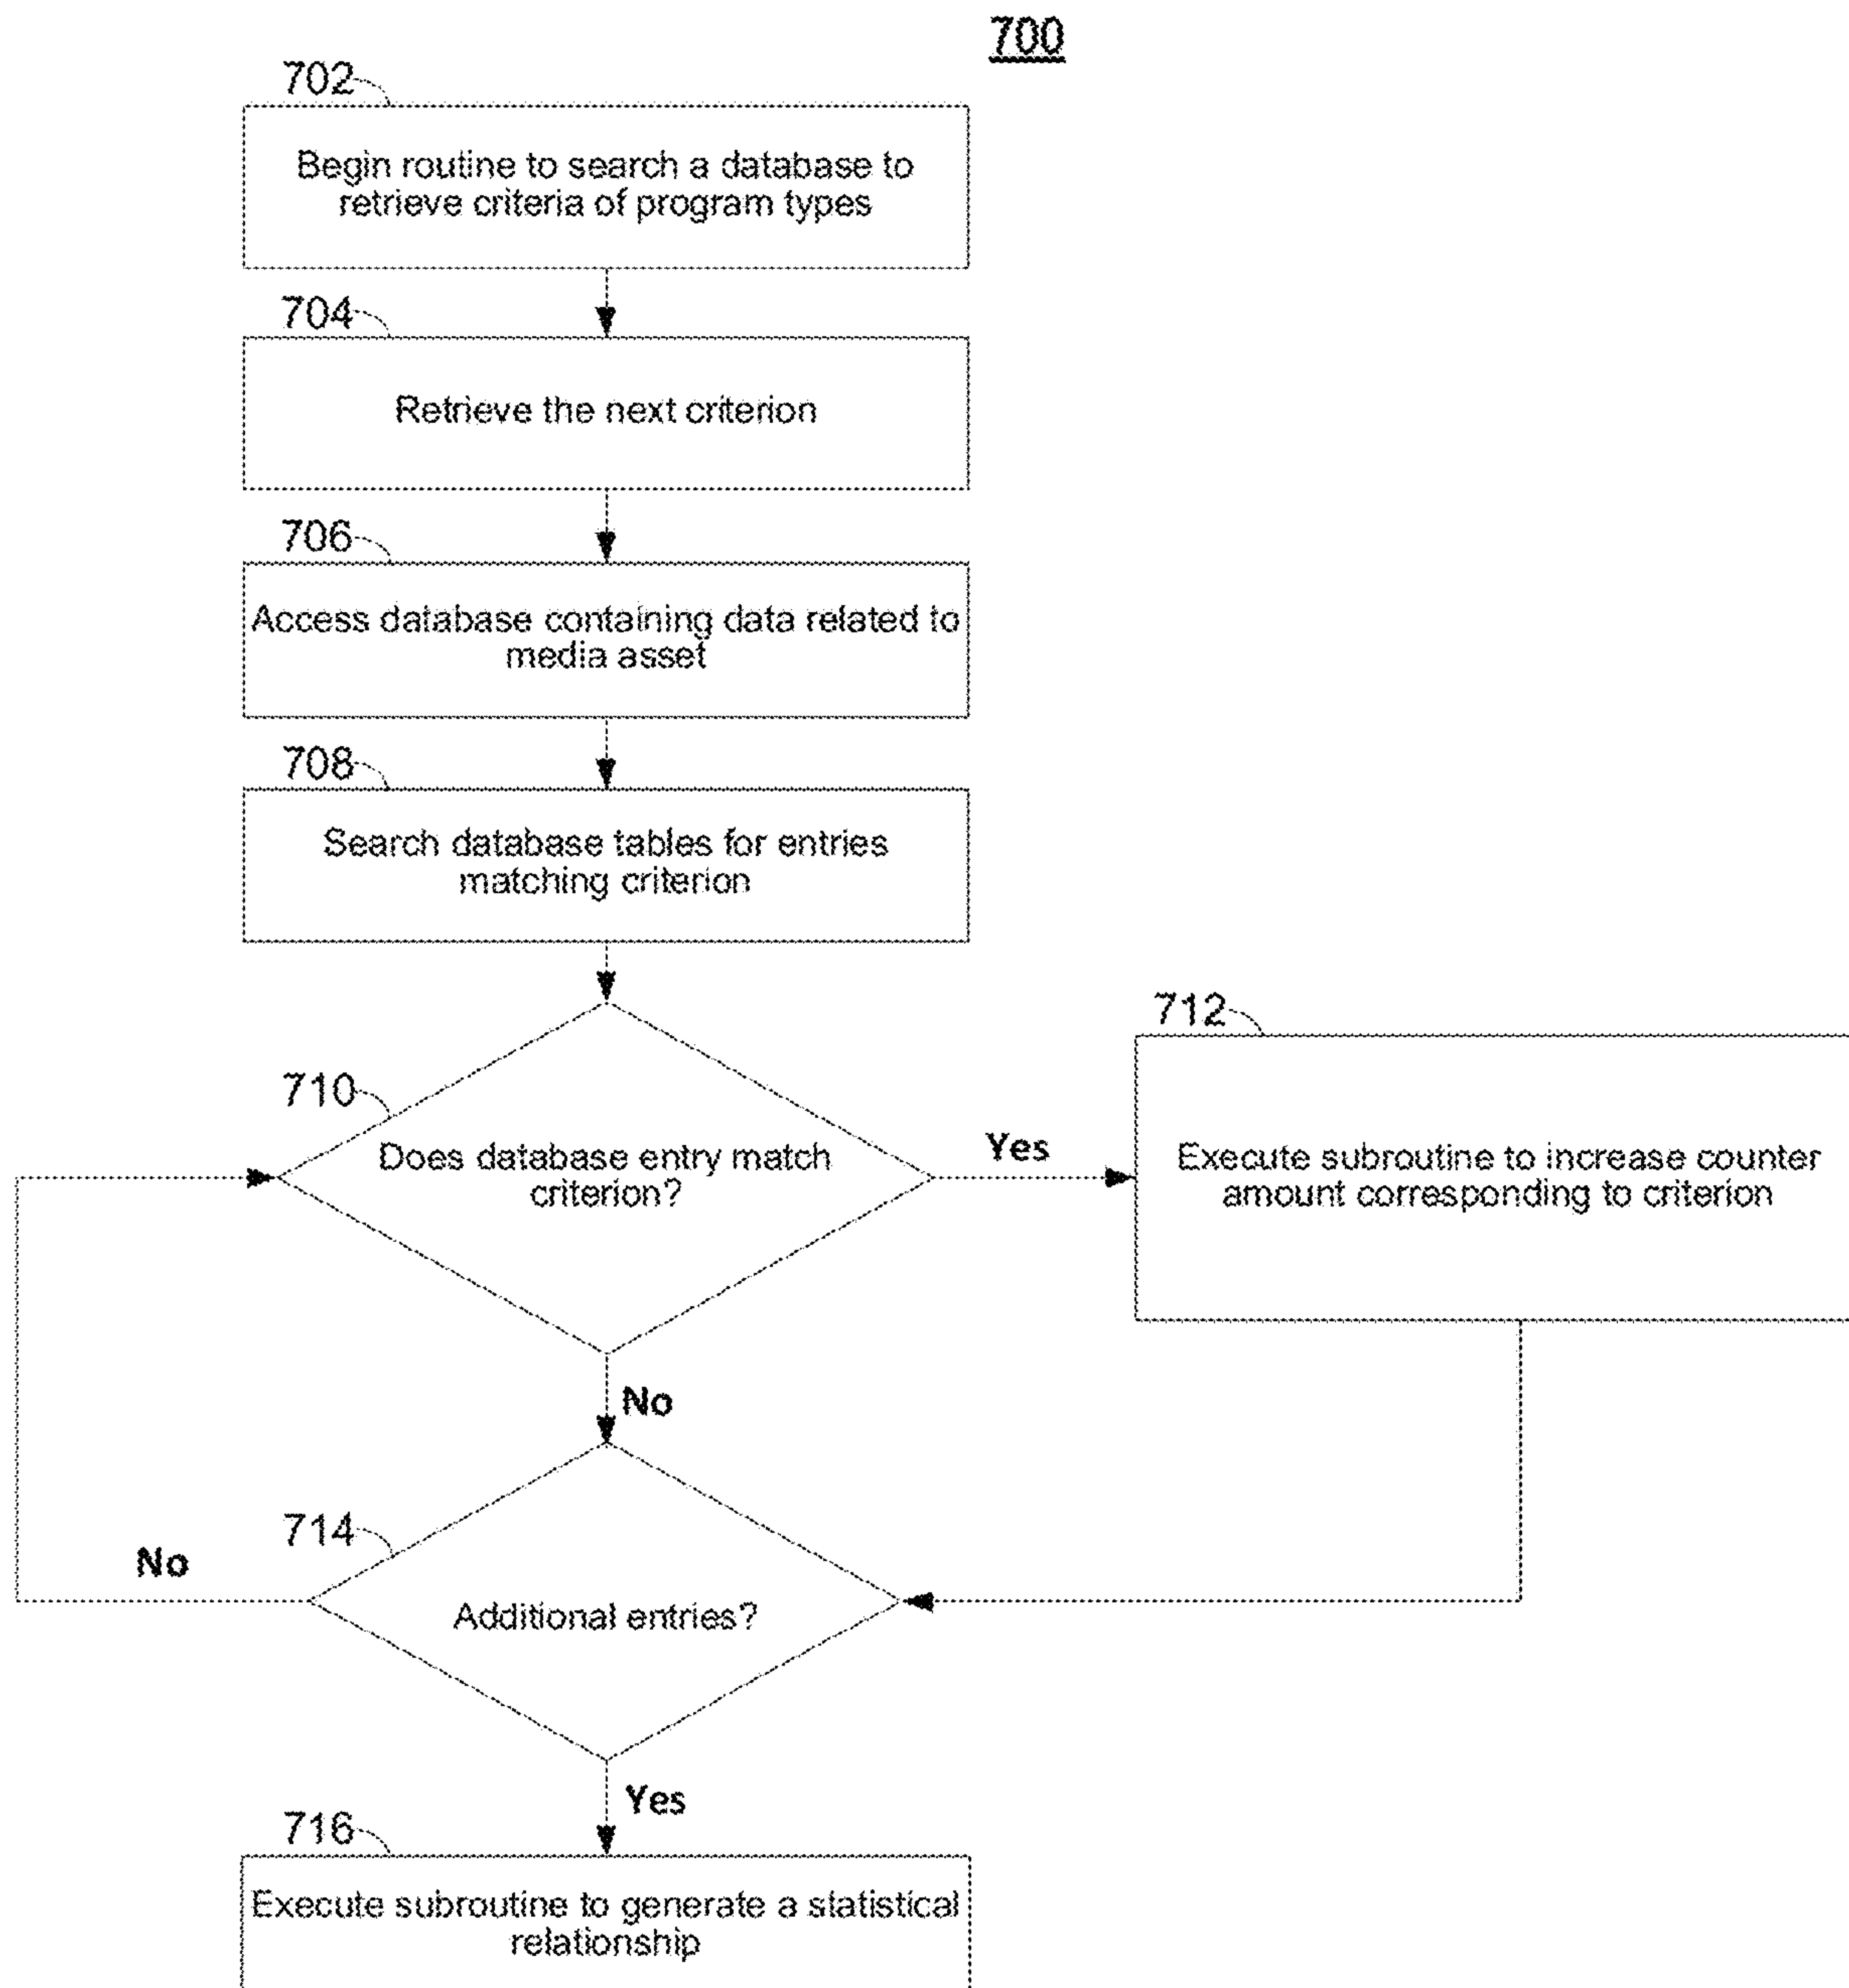 700
702
Begin routine to search a database to
retrieve criteria of program types
704
Retrieve the next criterion
706
Access database containing data related to
media asset
708
Search database tables for entries
matching criterion
710
Does database entry match
criterion?
Yes
712
Execute subroutine to increase counter
amount corresponding to criterion
No
714
No
Additional entries?
Yes
716
Execute subroutine to generate a statistical
relationship